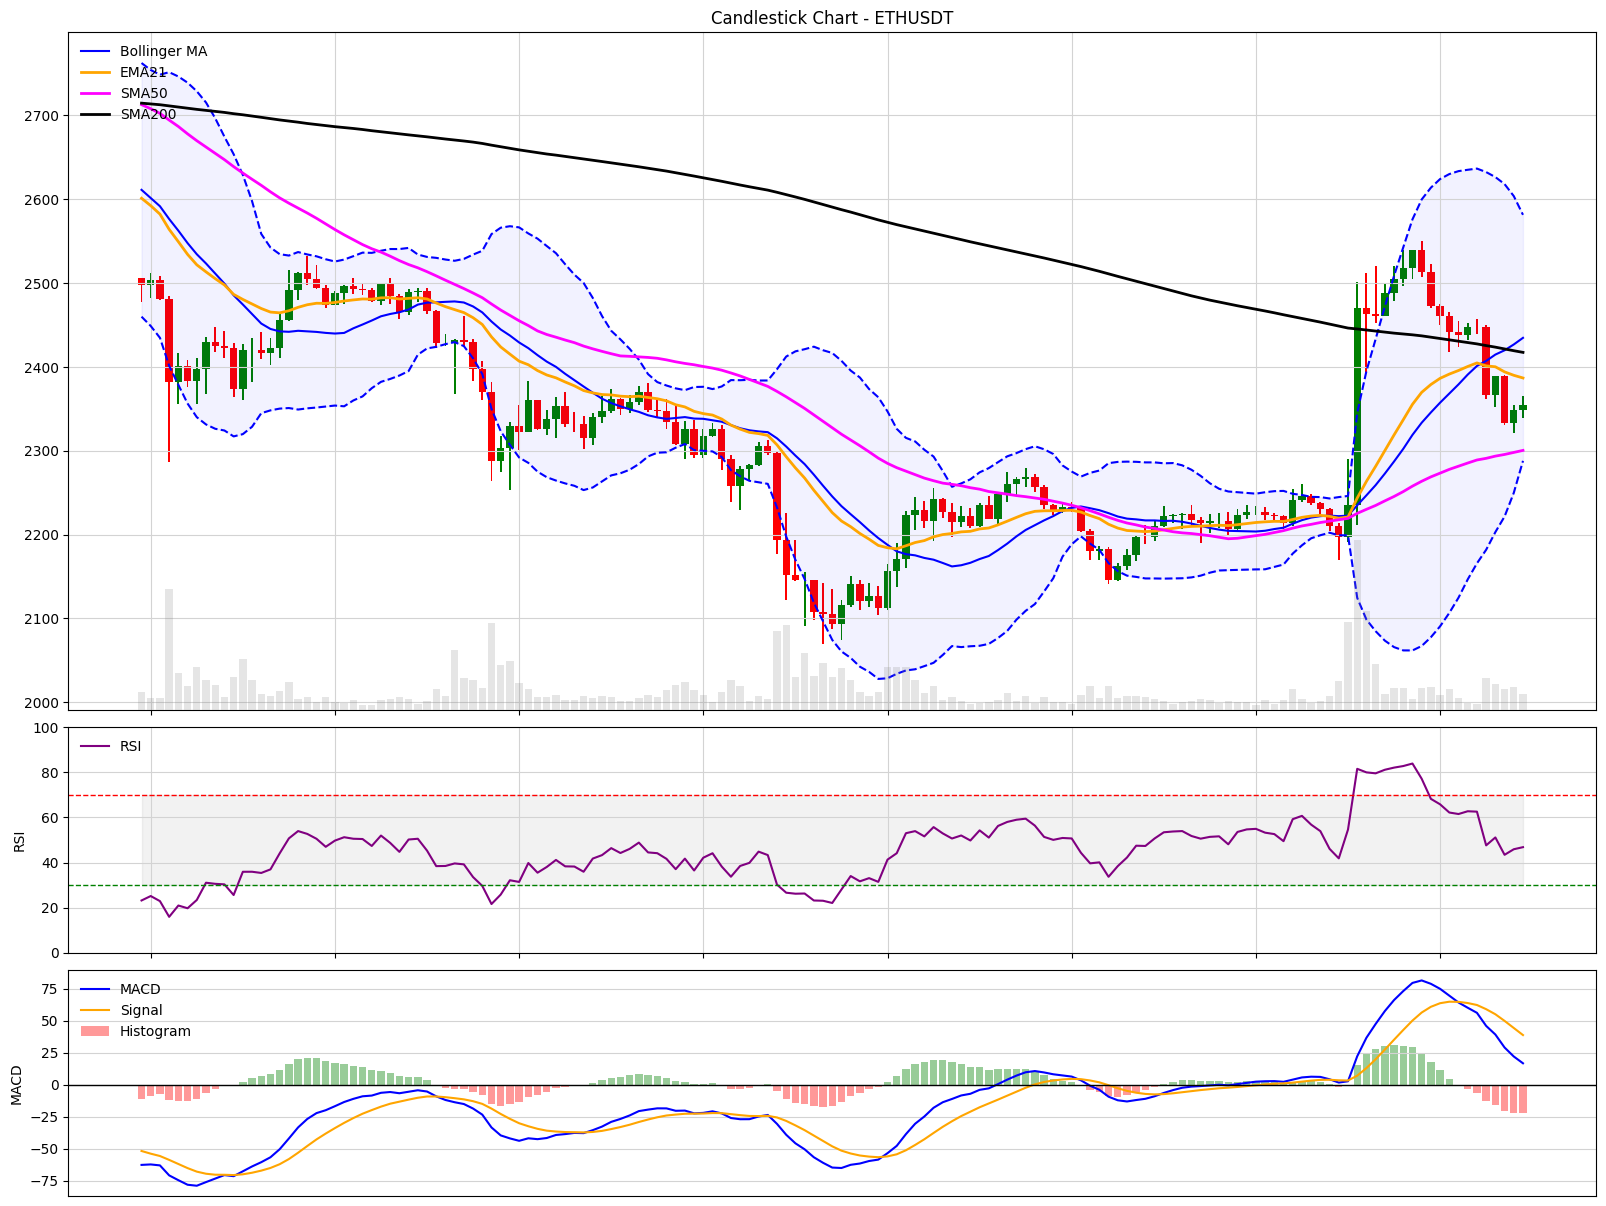 Candlestick Chart - ETHUSDT
Bollinger MA
EMA21
SMA50
SMA200
2700
2600
2500
2400
2300
2200
2100
2000
RSI
100
80
60
40
20
0
RSI
MACD
Signal
Histogram
75
50
25
0
−25
−50
−75
MACD